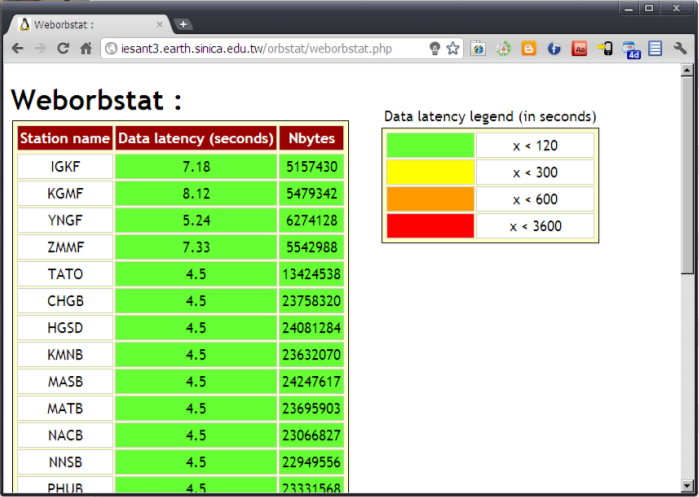 Weborbstat :
iesant3.earth.sinica.edu.tw/orbstat/weborbstat.php
4d
Weborbstat :
Station name Data latency (seconds) Nbytes
IGKF 7.18 5157430
KGMF 8.12 5479342
YNGF 5.24 6274128
ZMMF 7.33 5542988
TATO 4.5 13424538
CHGB 4.5 23758320
HGSD 4.5 24081284
KMNB 4.5 23632070
MASB 4.5 24247617
MATB 4.5 23695903
NACB 4.5 23066827
NNSB 4.5 22949556
PHUB 4.5 23331568
Data latency legend (in seconds)
x < 120
x < 300
x < 600
x < 3600